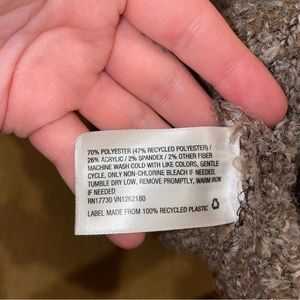 70% POLYESTER (47% RECYCLED POLYESTER) /
26% ACRYLIC / 2% SPANDEX / 2% OTHER FIBER
MACHINE WASH COLD WITH LIKE COLORS, GENTLE
CYCLE, ONLY NON-CHLORINE BLEACH IF NEEDED,
TUMBLE DRY LOW, REMOVE PROMPTLY, WARM IRON
IF NEEDED
RN17730 VN1262180
LABEL MADE FROM 100% RECYCLED PLASTIC